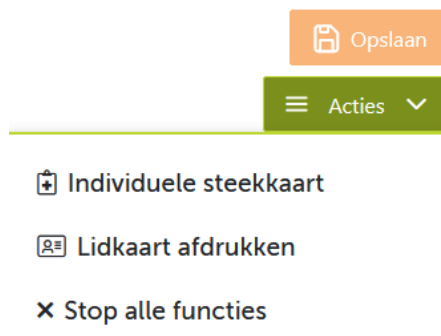 Opslaan
Acties
Individuele steekkaart
Lidkaart afdrukken
Stop alle functies